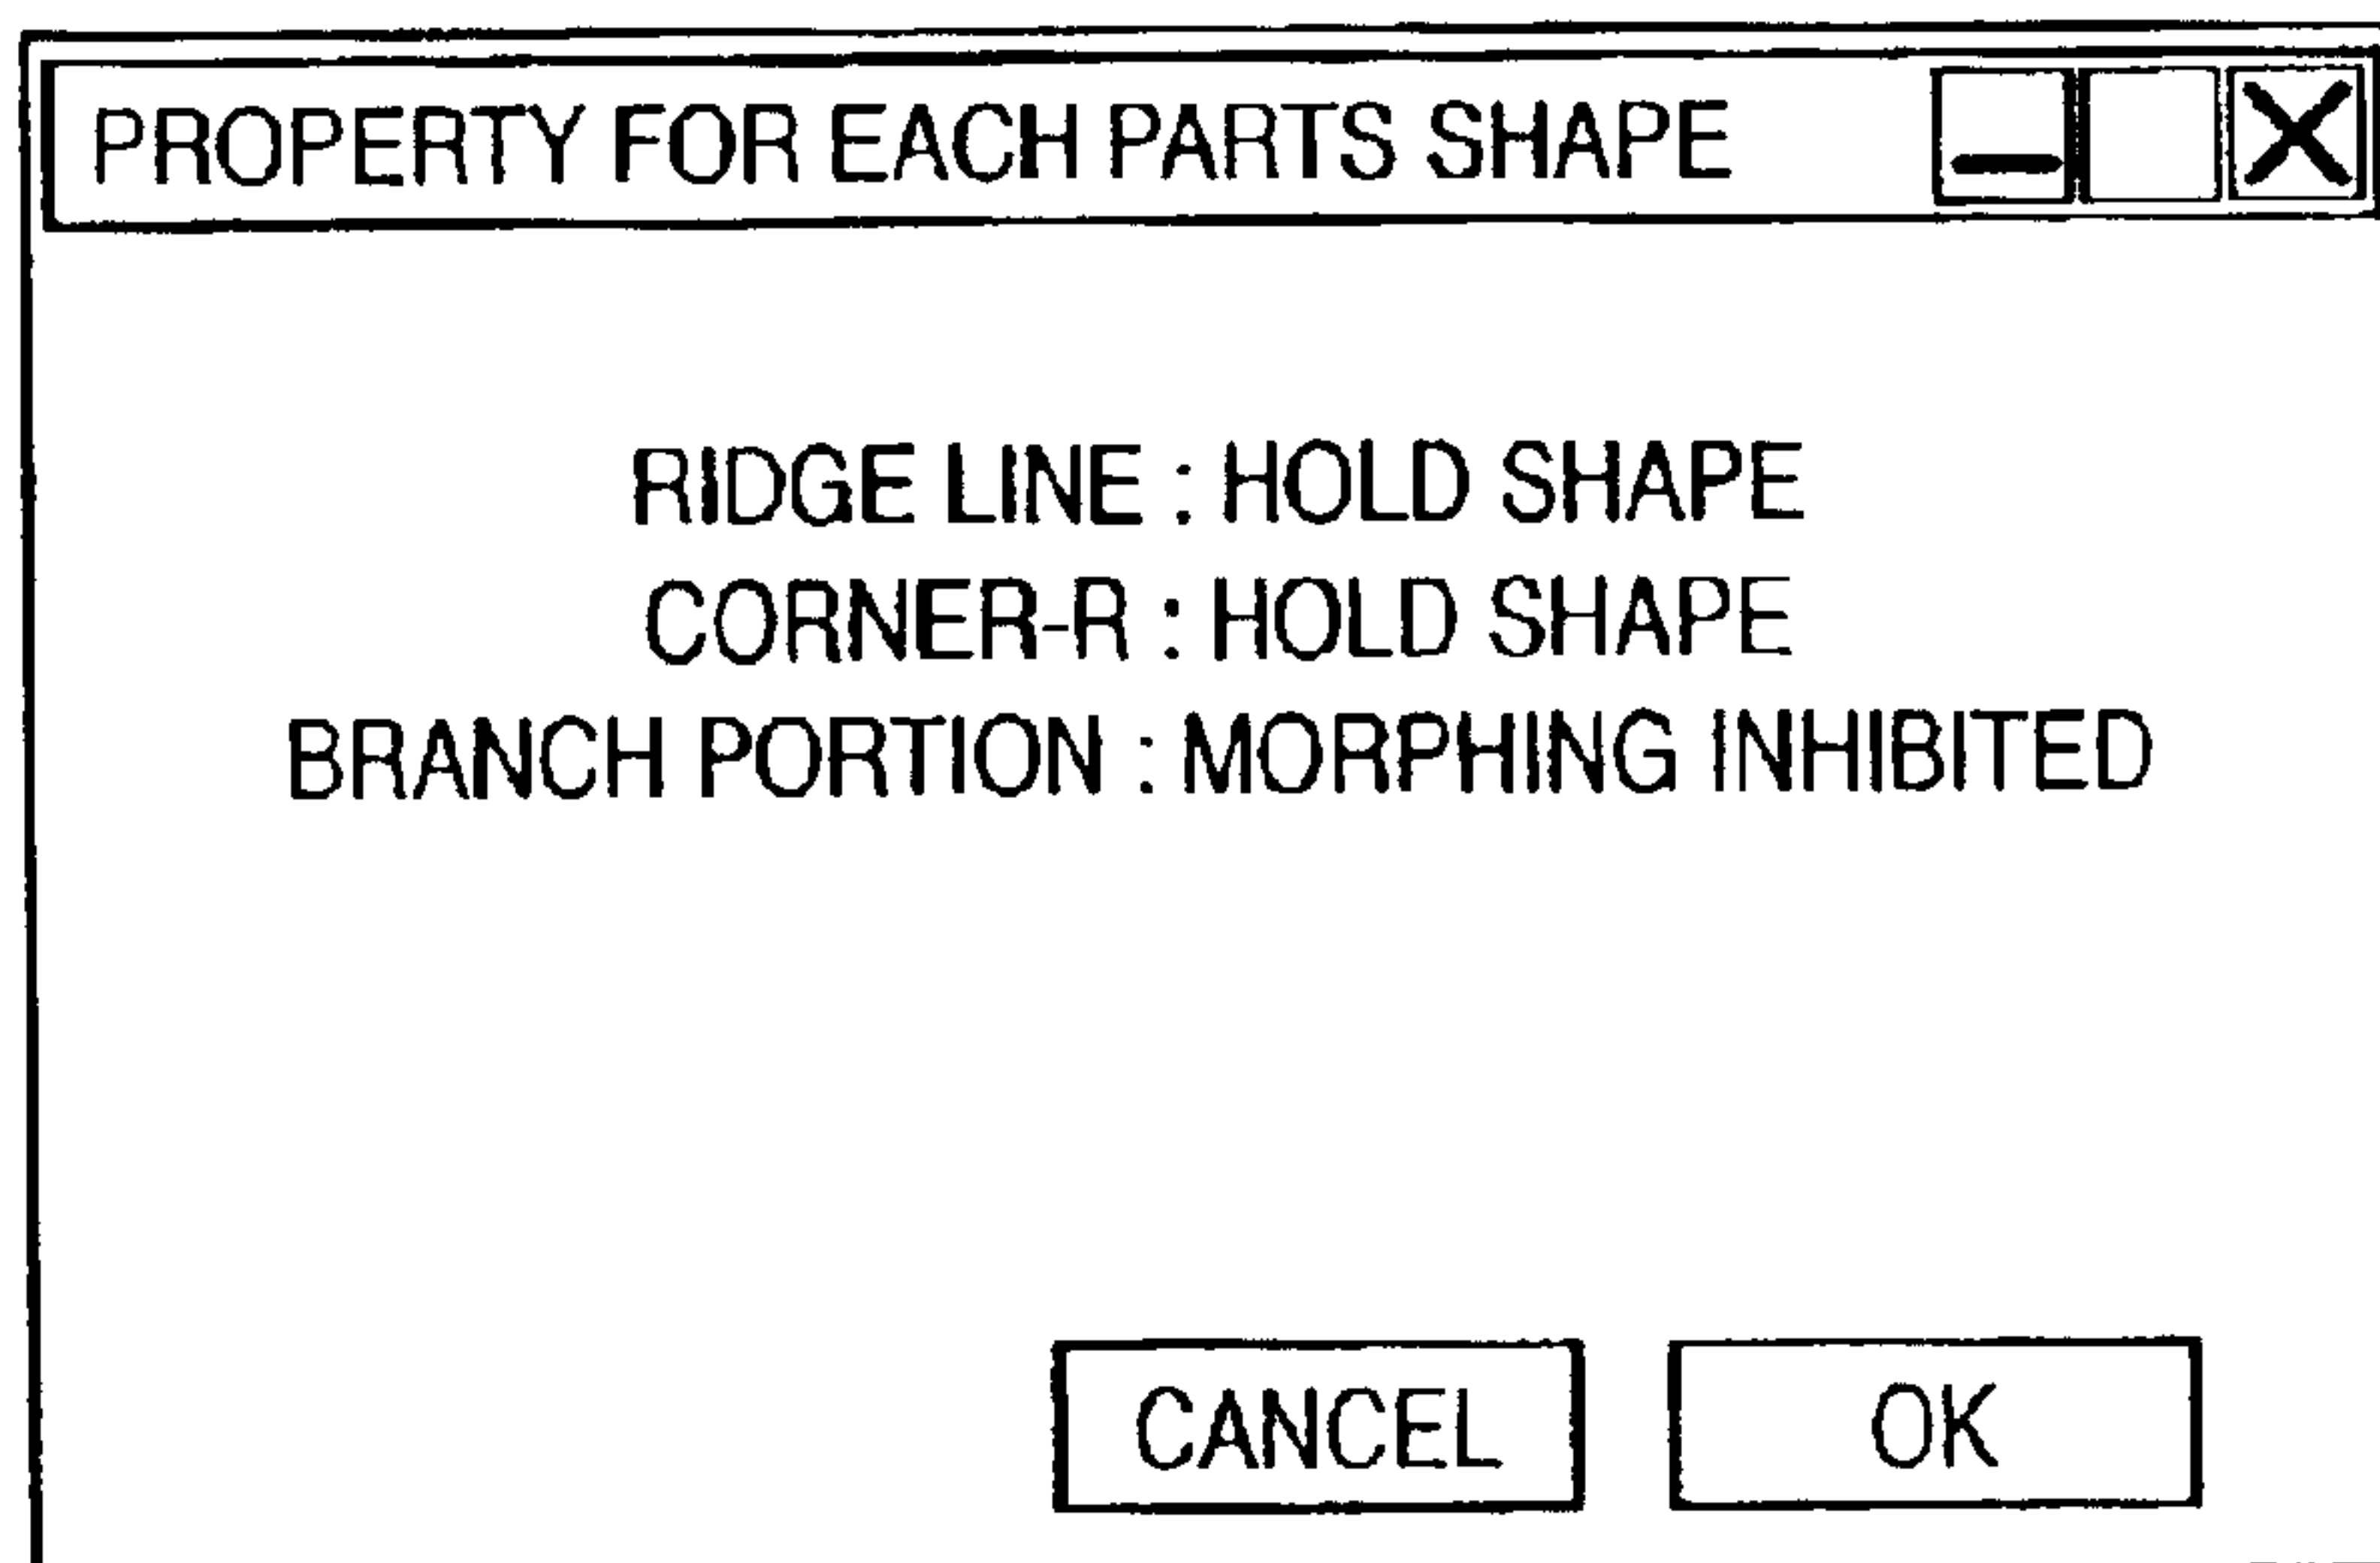 PROPERTY FOR EACH PARTS SHAPE
RIDGE LINE : HOLD SHAPE
CORNER-R : HOLD SHAPE
BRANCH PORTION : MORPHING INHIBITED
CANCEL
OK